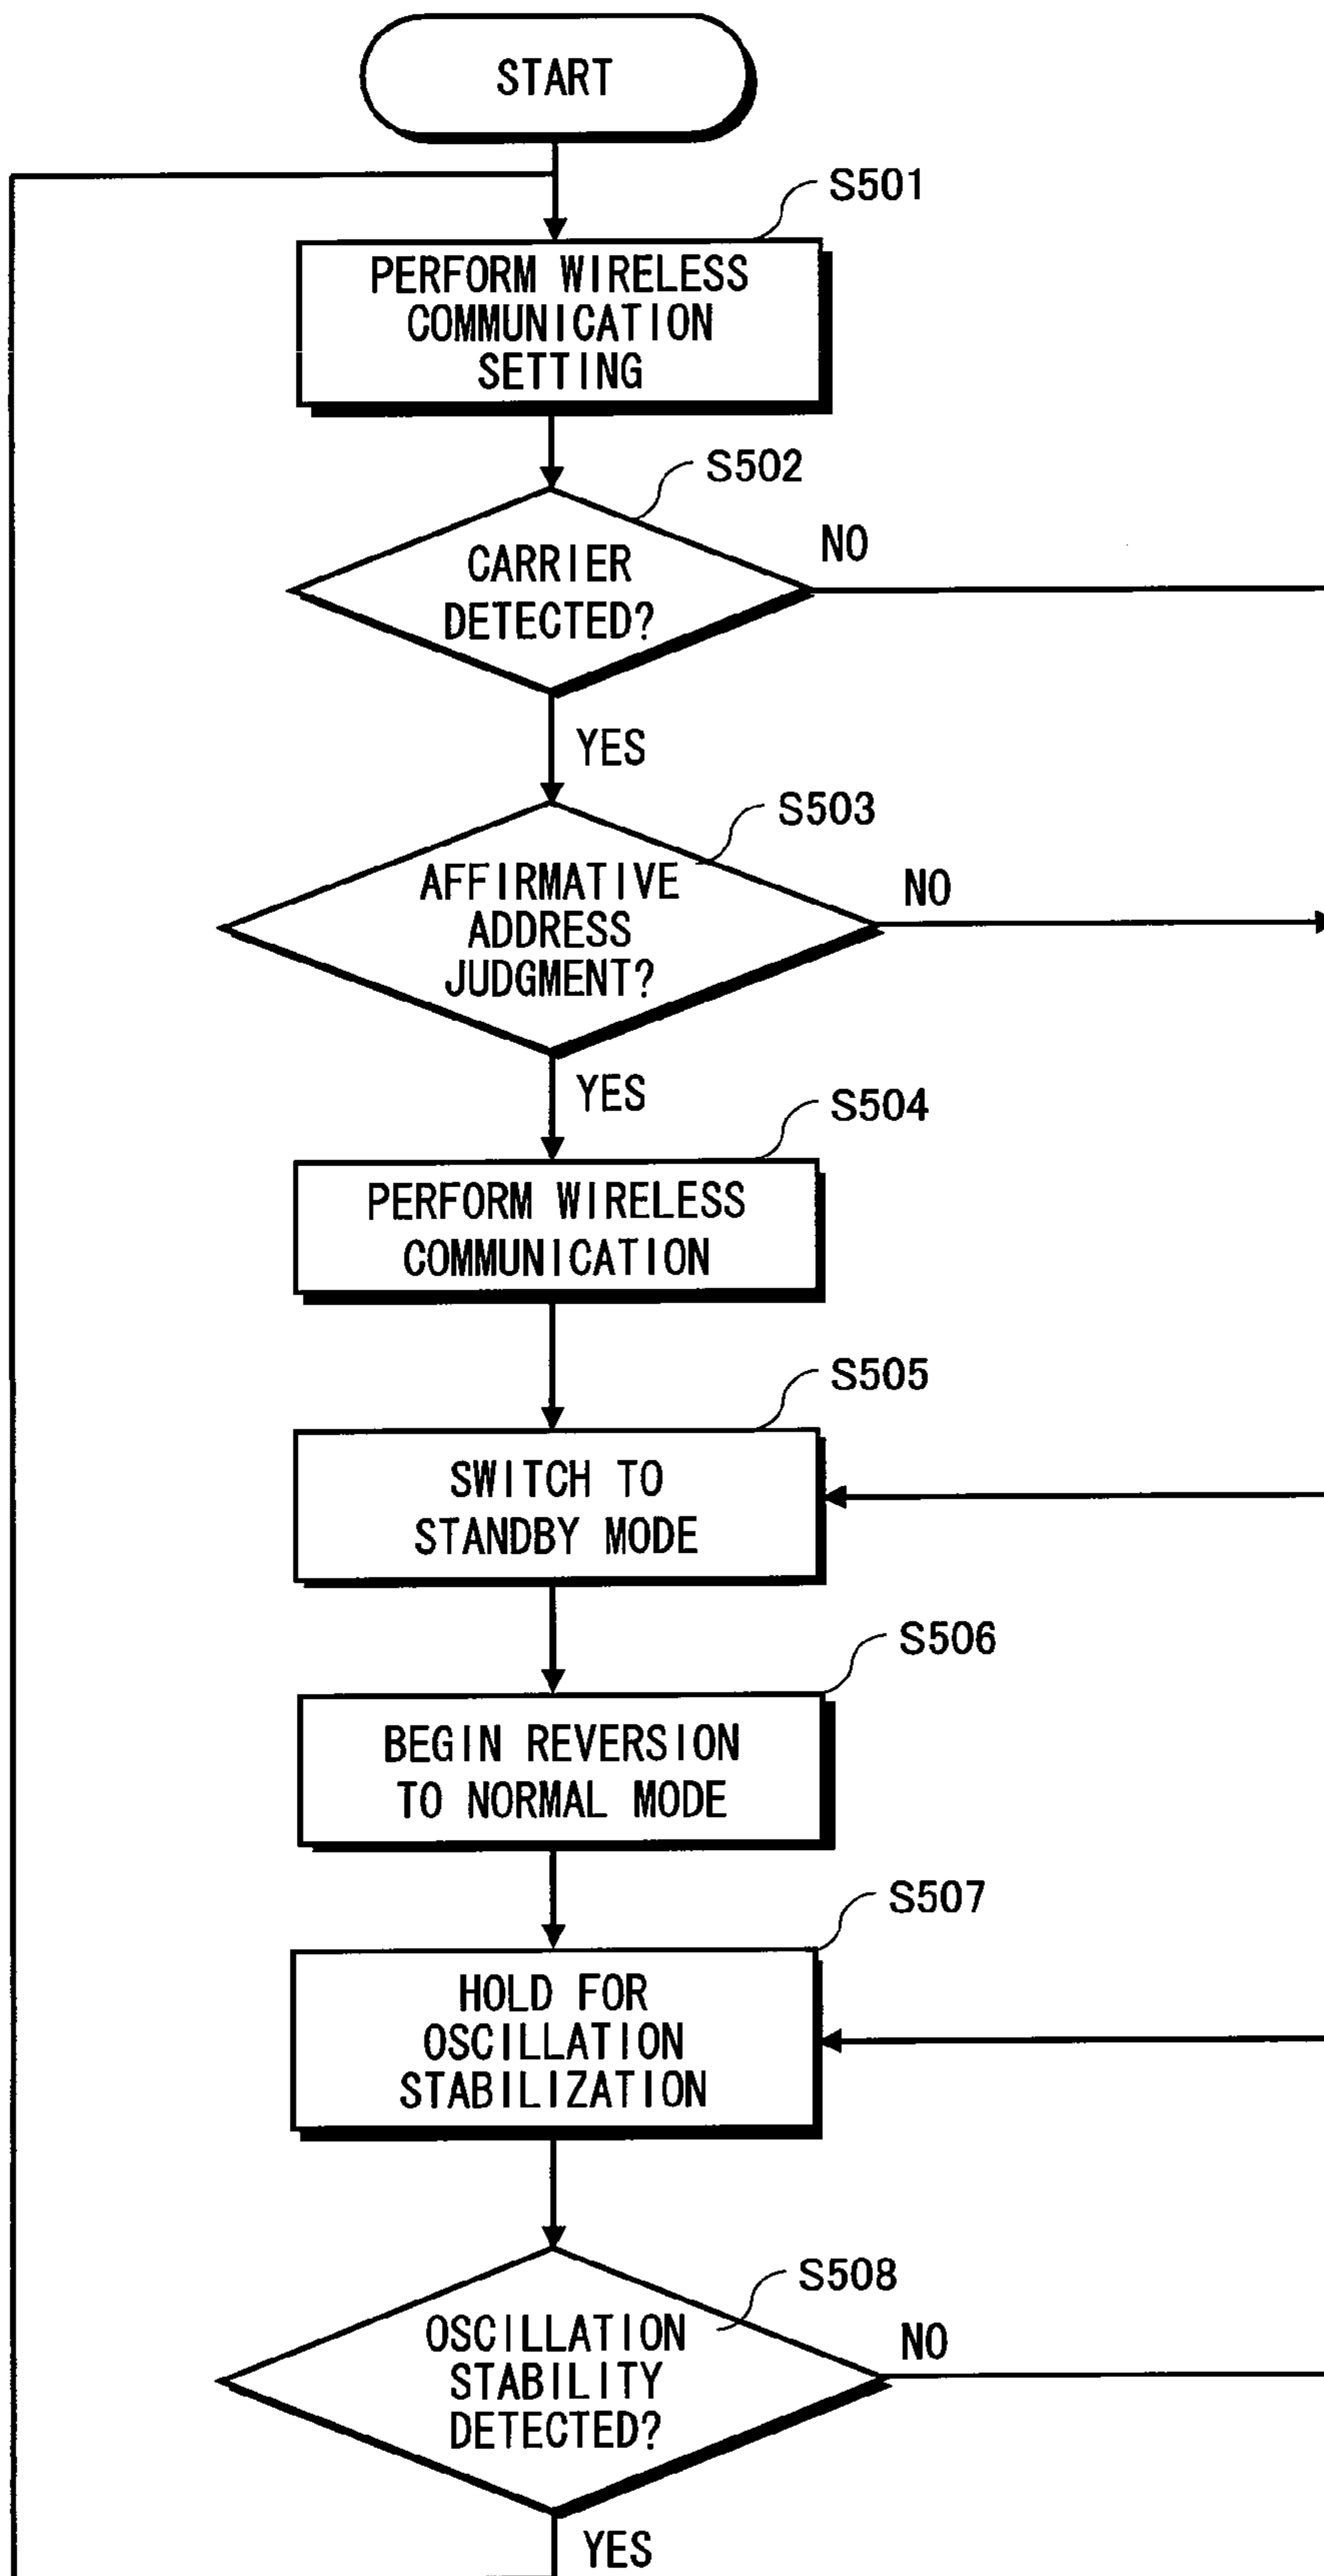 START
S501
PERFORM WIRELESS
COMMUNICATION
SETTING
S502
CARRIER
DETECTED?
NO
YES
S503
AFFIRMATIVE
ADDRESS
JUDGMENT?
NO
YES
S504
PERFORM WIRELESS
COMMUNICATION
S505
SWITCH TO
STANDBY MODE
S506
BEGIN REVERSION
TO NORMAL MODE
S507
HOLD FOR
OSCILLATION
STABILIZATION
S508
OSCILLATION
STABILITY
DETECTED?
NO
YES